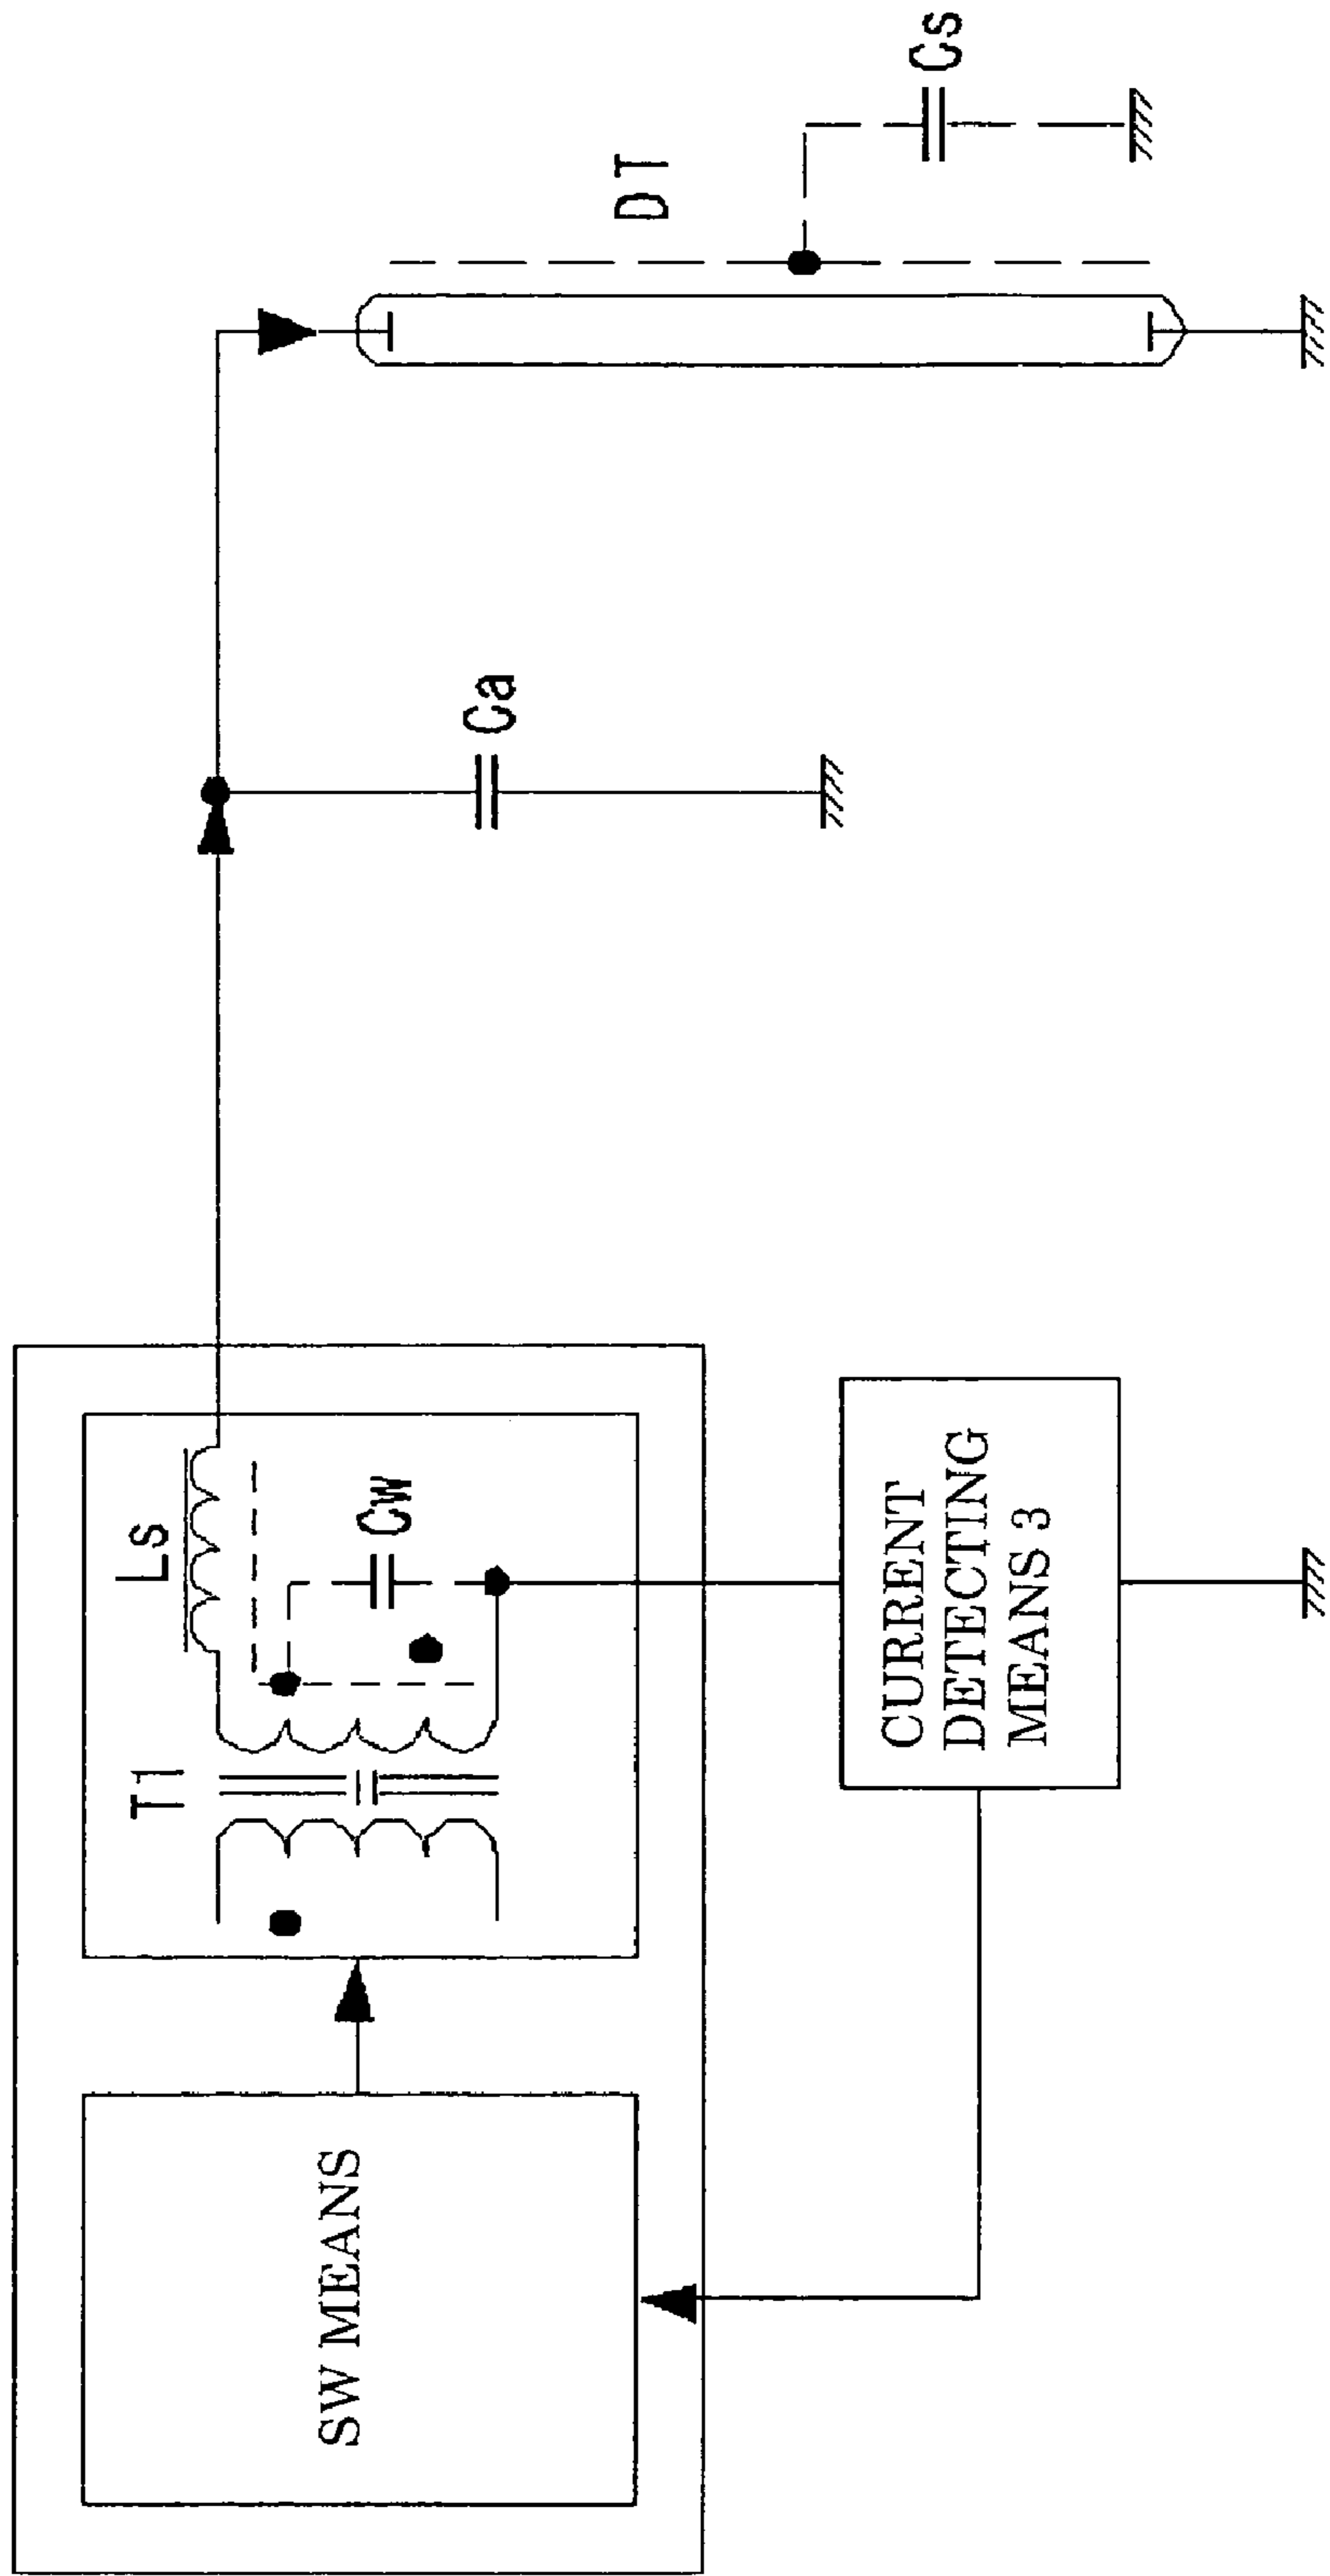 SW MEANS
T1
Ls
Cw
CURRENT
DETECTING
MEANS 3
Ca
DT
Cs